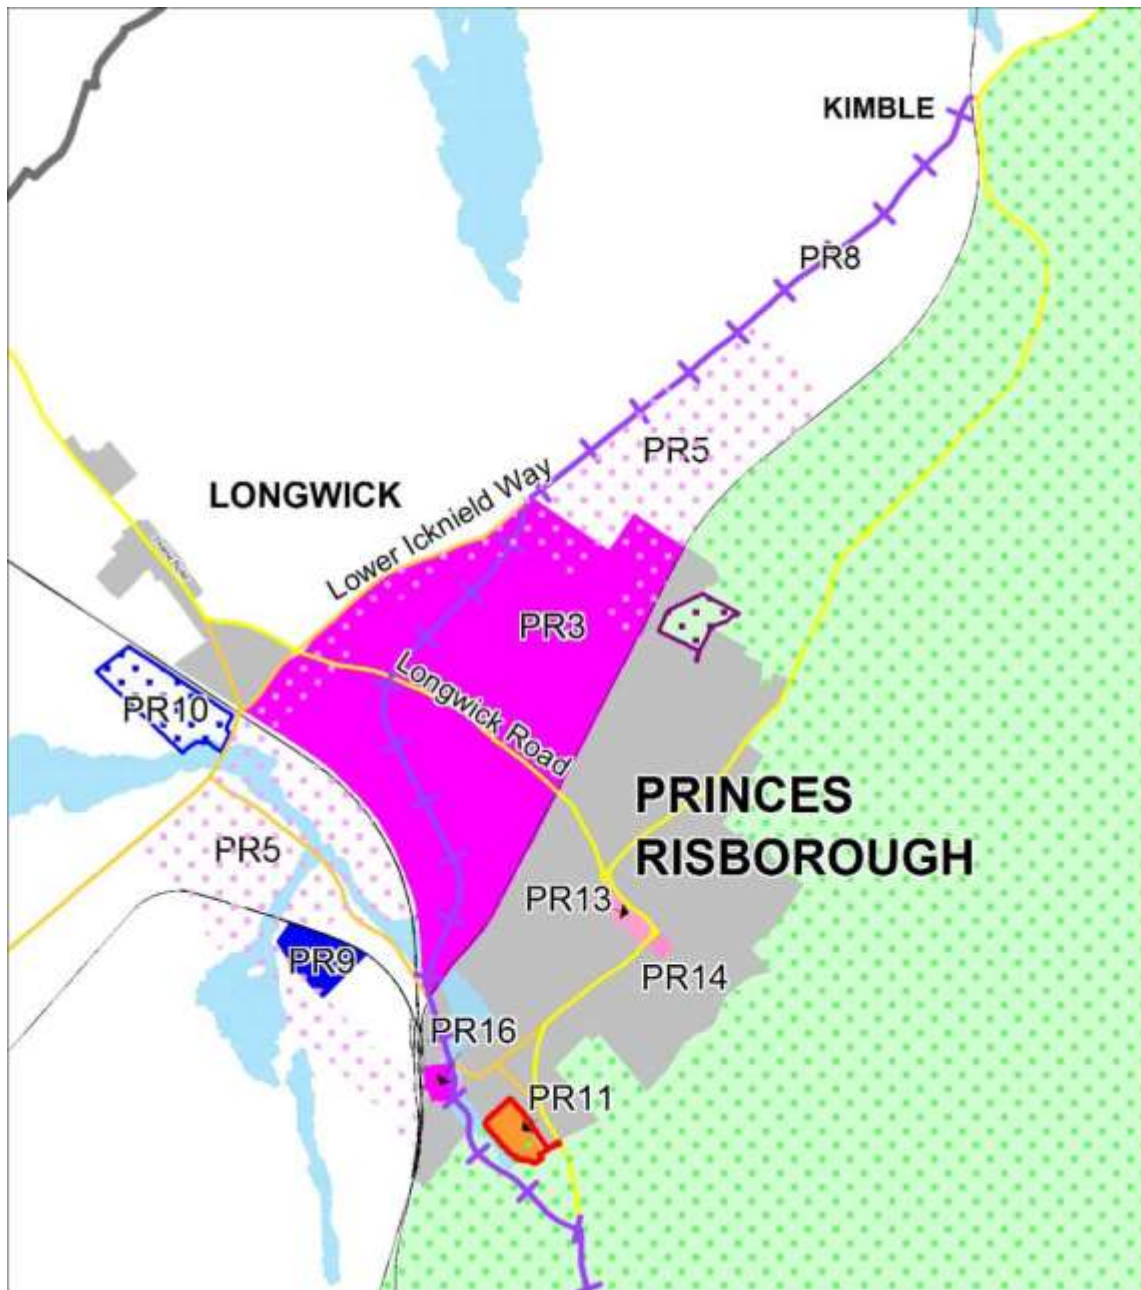 KIMBLE
PR8
PR5
LONGWICK
Lower Icknield Way
PR3
Longwick Road
PR10
PRINCES
RISBOROUGH
PR5
PR13
PR9
PR14
PR16
PR11